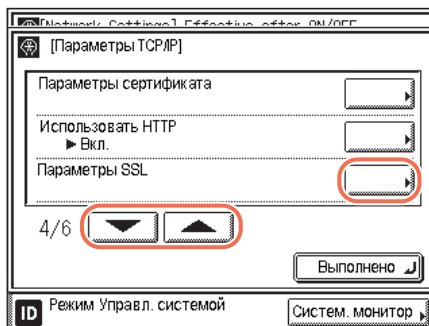 [Network Settings] Effective after ON/OFF
[Параметры TCP/IP]
Параметры сертификата
Использовать HTTP
► Вкл.
Параметры SSL
4/6
Выполнено
ID Режим Управл. системой
Систем. монитор